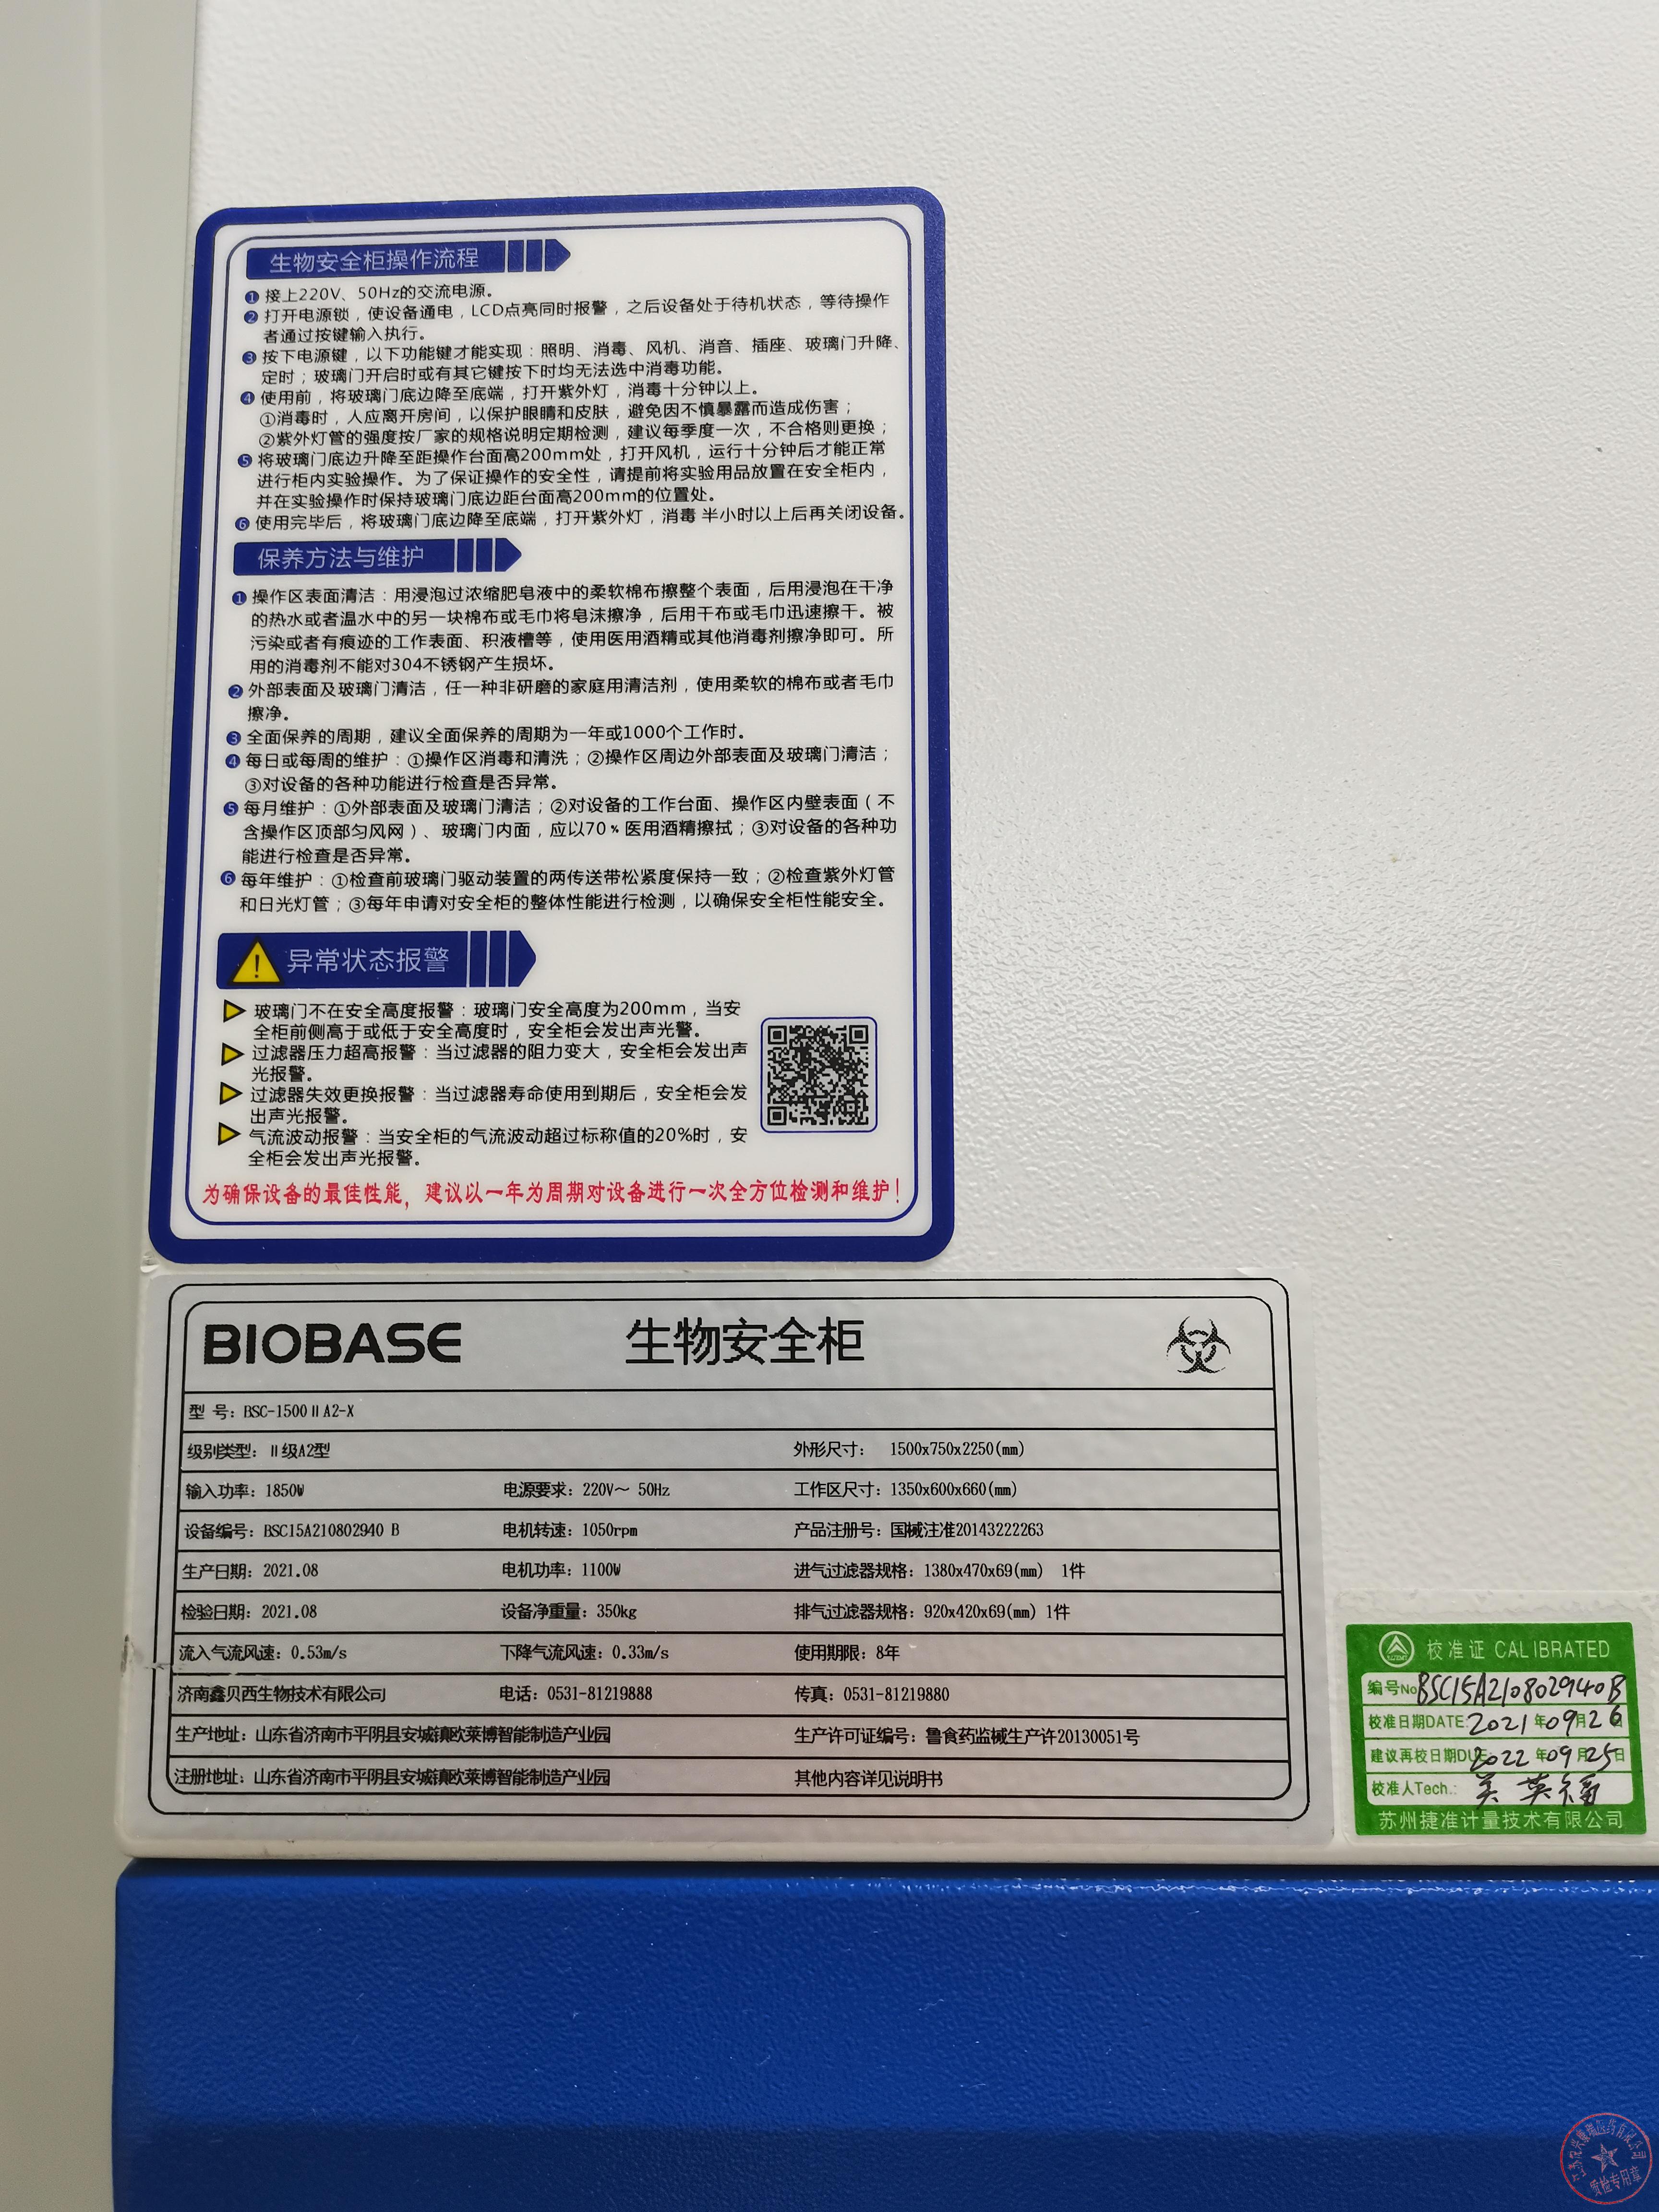 生物安全柜操作流程
1 接上220V、50Hz的交流电源。
2 打开电源锁，使设备通电，LCD点亮同时报警，之后设备处于待机状态，等待操作
者通过按键输入执行。
3 按下电源键，以下功能键才能实现：照明、消毒、风机、消音、插座、玻璃门升降、
定时；玻璃门开启时或有其它键按下时均无法选中消毒功能。
4 使用前，将玻璃门底边降至底端，打开紫外灯，消毒十分钟以上。
①消毒时，人应离开房间，以保护眼睛和皮肤，避免因不慎暴露而造成伤害；
②紫外灯管的强度按厂家的规格说明定期检测，建议每季度一次，不合格则更换；
5 将玻璃门底边升降至距操作台面高200mm处，打开风机，运行十分钟后才能正常
进行柜内实验操作。为了保证操作的安全性，请提前将实验用品放置在安全柜内，
并在实验操作时保持玻璃门底边距台面高200mm的位置处。
6 使用完毕后，将玻璃门底边降至底端，打开紫外灯，消毒 半小时以上后再关闭设备。
保养方法与维护
1 操作区表面清洁：用浸泡过浓缩肥皂液中的柔软棉布擦整个表面，后用浸泡在干净
的热水或者温水中的另一块棉布或毛巾将皂沫擦净，后用干布或毛巾迅速擦干。被
污染或者有痕迹的工作表面、积液槽等，使用医用酒精或其他消毒剂擦净即可。所
用的消毒剂不能对304不锈钢产生损坏。
2 外部表面及玻璃门清洁，任一种非研磨的家庭用清洁剂，使用柔软的棉布或者毛巾
擦净。
3 全面保养的周期，建议全面保养的周期为一年或1000个工作时。
4 每日或每周的维护：①操作区消毒和清洗；②操作区周边外部表面及玻璃门清洁；
③对设备的各种功能进行检查是否异常。
5 每月维护：①外部表面及玻璃门清洁；②对设备的工作台面、操作区内壁表面（不
含操作区顶部匀风网）、玻璃门内面，应以70%医用酒精擦拭；③对设备的各种功
能进行检查是否异常。
6 每年维护：①检查前玻璃门驱动装置的两传送带松紧度保持一致；②检查紫外灯管
和日光灯管；③每年申请对安全柜的整体性能进行检测，以确保安全柜性能安全。
异常状态报警
玻璃门不在安全高度报警：玻璃门安全高度为200mm，当安
全柜前侧高于或低于安全高度时，安全柜会发出声光警。
过滤器压力超高报警：当过滤器的阻力变大，安全柜会发出声
光报警。
过滤器失效更换报警：当过滤器寿命使用到期后，安全柜会发
出声光报警。
气流波动报警：当安全柜的气流波动超过标称值的20%时，安
全柜会发出声光报警。
为确保设备的最佳性能，建议以一年为周期对设备进行一次全方位检测和维护！
BIOBASE 生物安全柜
型 号：BSC-1500ⅡA2-X
级别类型：Ⅱ级A2型 外形尺寸： 1500x750x2250(mm)
输入功率：1850W 电源要求：220V～ 50Hz 工作区尺寸：1350x600x660(mm)
设备编号：BSC15A210802940 B 电机转速：1050rpm 产品注册号：国械注准20143222263
生产日期：2021.08 电机功率：1100W 进气过滤器规格：1380x470x69(mm) 1件
检验日期：2021.08 设备净重量：350kg 排气过滤器规格：920x420x69(mm) 1件
流入气流风速：0.53m/s 下降气流风速：0.33m/s 使用期限：8年
济南鑫贝西生物技术有限公司 电话：0531-81219888 传真：0531-81219880
生产地址：山东省济南市平阴县安城镇欧莱博智能制造产业园 生产许可证编号：鲁食药监械生产许20130051号
注册地址：山东省济南市平阴县安城镇欧莱博智能制造产业园 其他内容详见说明书
校准证 CALIBRATED
编号No BSC15A210802940B
校准日期DATE:2021年09月26日
建议再校日期DUE:2022年09月25日
校准人Tech.:
苏州捷准计量技术有限公司
质检专用章